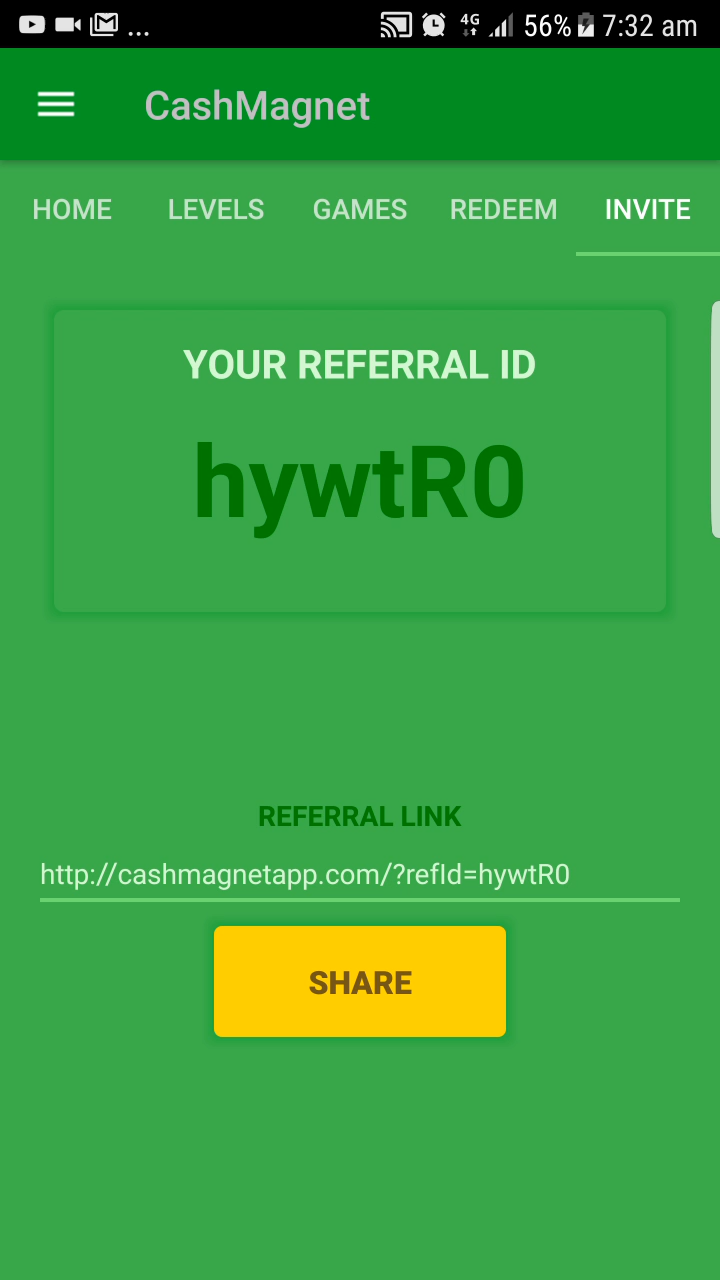 ... 4G 56% 7:32 am
CashMagnet
HOME LEVELS GAMES REDEEM INVITE
YOUR REFERRAL ID
hywtR0
REFERRAL LINK
http://cashmagnetapp.com/?refId=hywtR0
SHARE